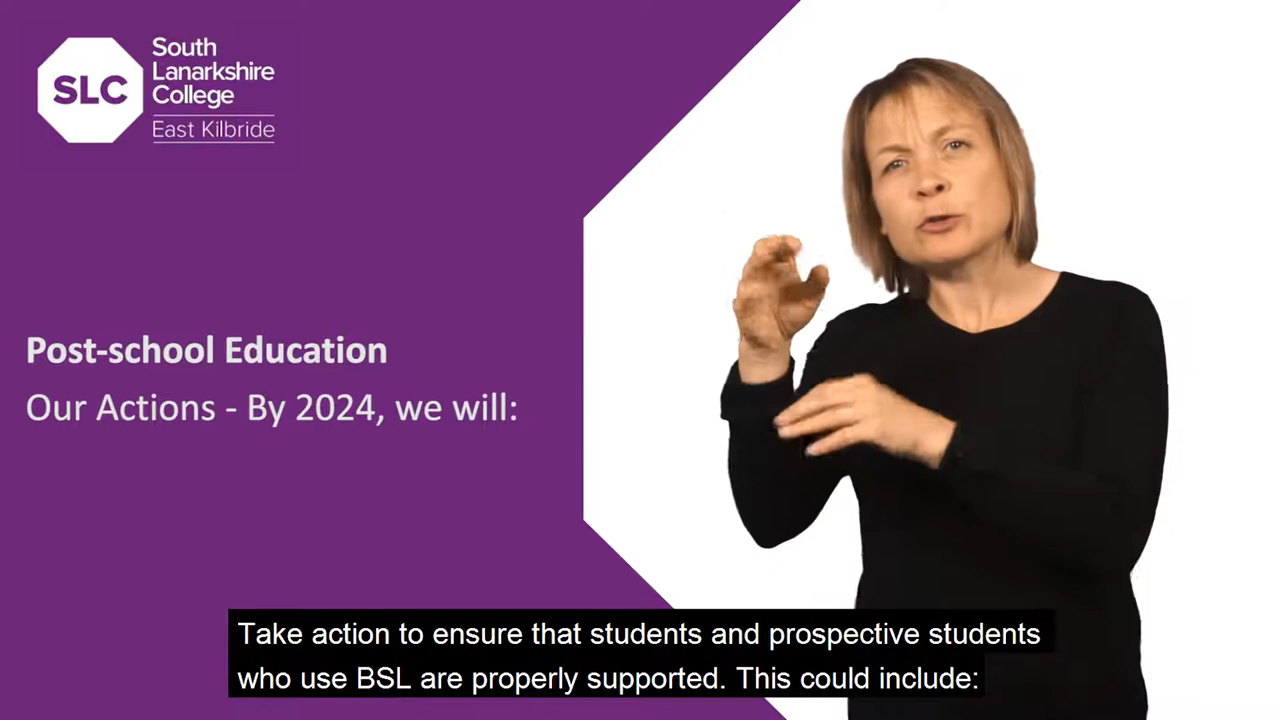 SLC
South
Lanarkshire
College
East Kilbride
Post-school Education
Our Actions - By 2024, we will:
Take action to ensure that students and prospective students
who use BSL are properly supported. This could include: